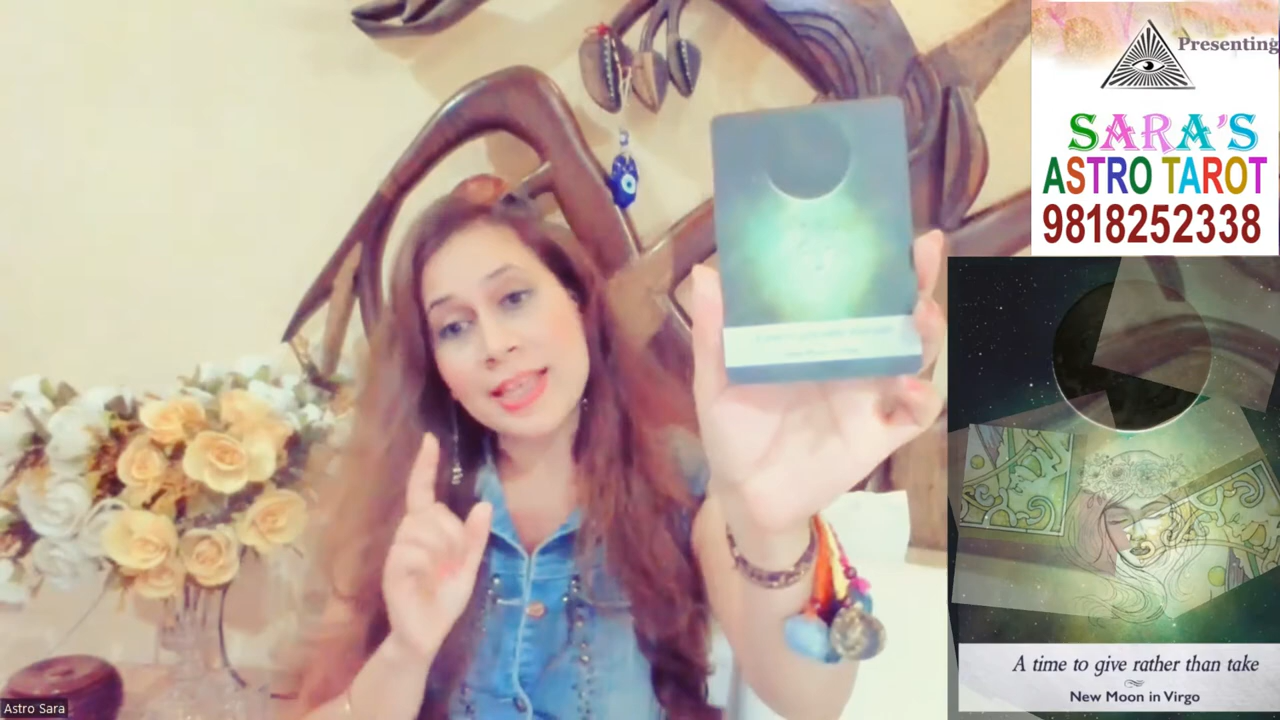 Presenting
SARA'S
ASTRO TAROT
9818252338
A time to give rather than take
New Moon in Virgo
Astro Sara